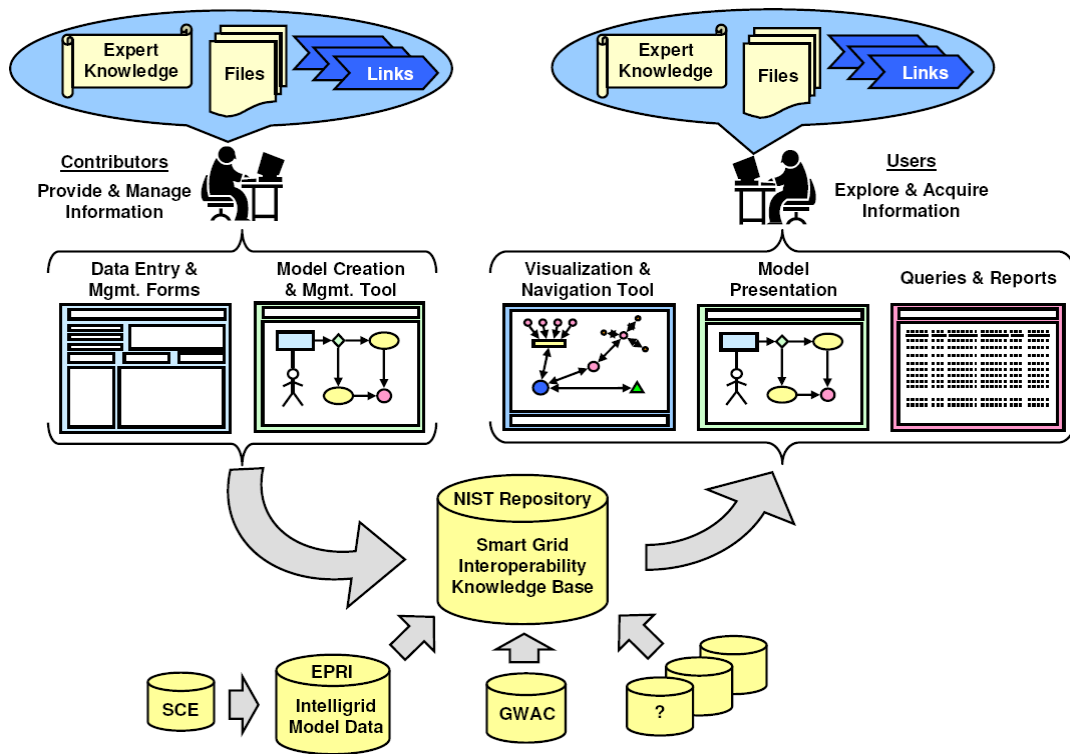 Expert
Knowledge
Files
Links
Expert
Knowledge
Files
Links
Contributors
Provide & Manage
Information
Users
Explore & Acquire
Information
Data Entry &
Mgmt. Forms
Model Creation
& Mgmt. Tool
Visualization &
Navigation Tool
Model
Presentation
Queries & Reports
NIST Repository
Smart Grid
Interoperability
Knowledge Base
SCE
EPRI
Intelligrid
Model Data
GWAC
?